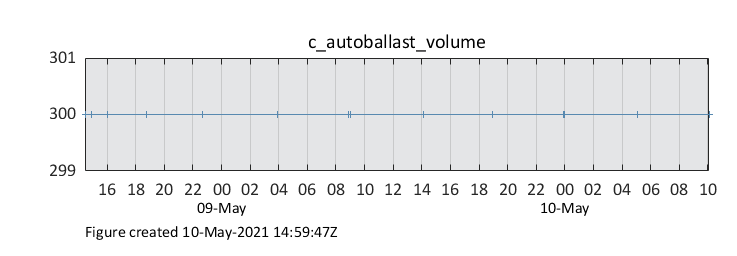 c_autoballast_volume
301
300
299
16 18 20 22 00 02 04 06 08 10 12 14 16 18 20 22 00 02 04 06 08 10
09-May 10-May
Figure created 10-May-2021 14:59:47Z